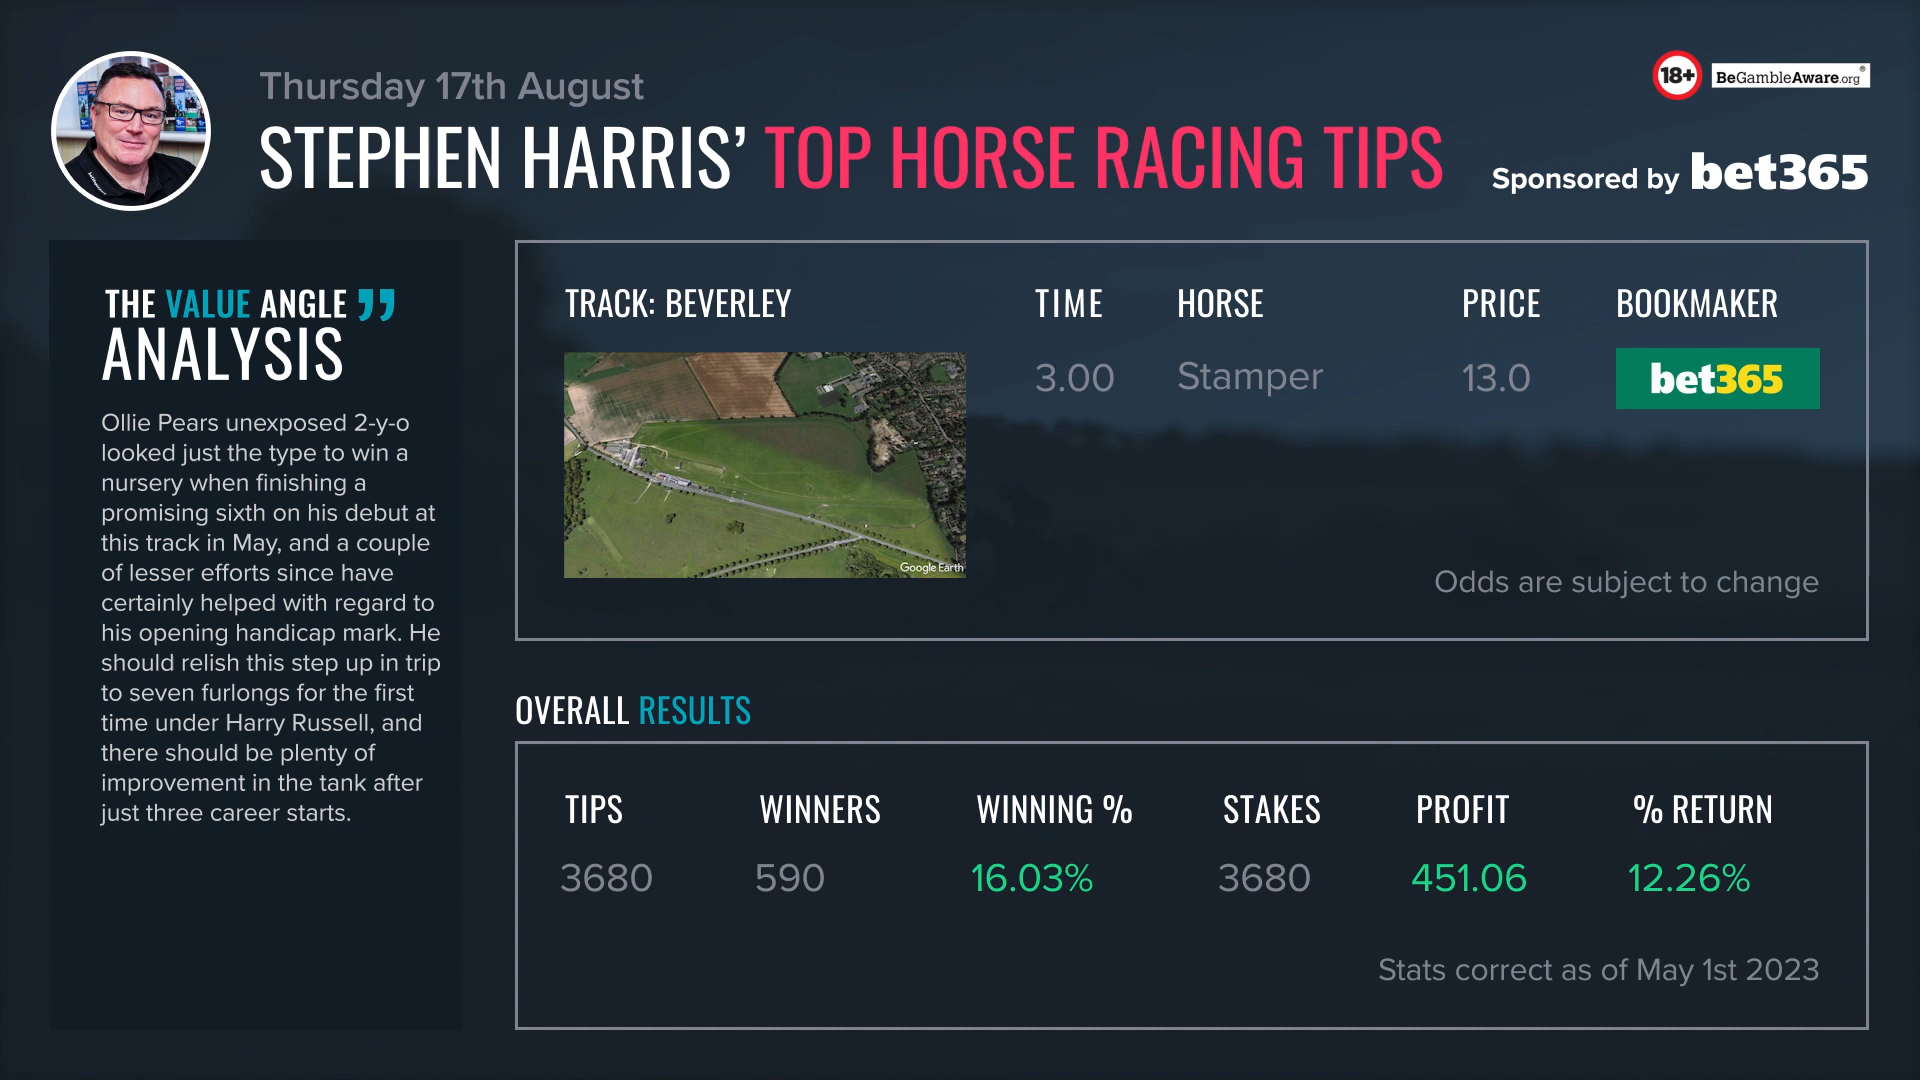 Thursday 17th August
STEPHEN HARRIS’ TOP HORSE RACING TIPS
18+
BeGambleAware.org®
Sponsored by bet365
THE VALUE ANGLE ”
ANALYSIS
Ollie Pears unexposed 2-y-o
looked just the type to win a
nursery when finishing a
promising sixth on his debut at
this track in May, and a couple
of lesser efforts since have
certainly helped with regard to
his opening handicap mark. He
should relish this step up in trip
to seven furlongs for the first
time under Harry Russell, and
there should be plenty of
improvement in the tank after
just three career starts.
TRACK: BEVERLEY TIME HORSE PRICE BOOKMAKER
3.00 Stamper 13.0 bet365
Google Earth
Odds are subject to change
OVERALL RESULTS
TIPS WINNERS WINNING % STAKES PROFIT % RETURN
3680 590 16.03% 3680 451.06 12.26%
Stats correct as of May 1st 2023